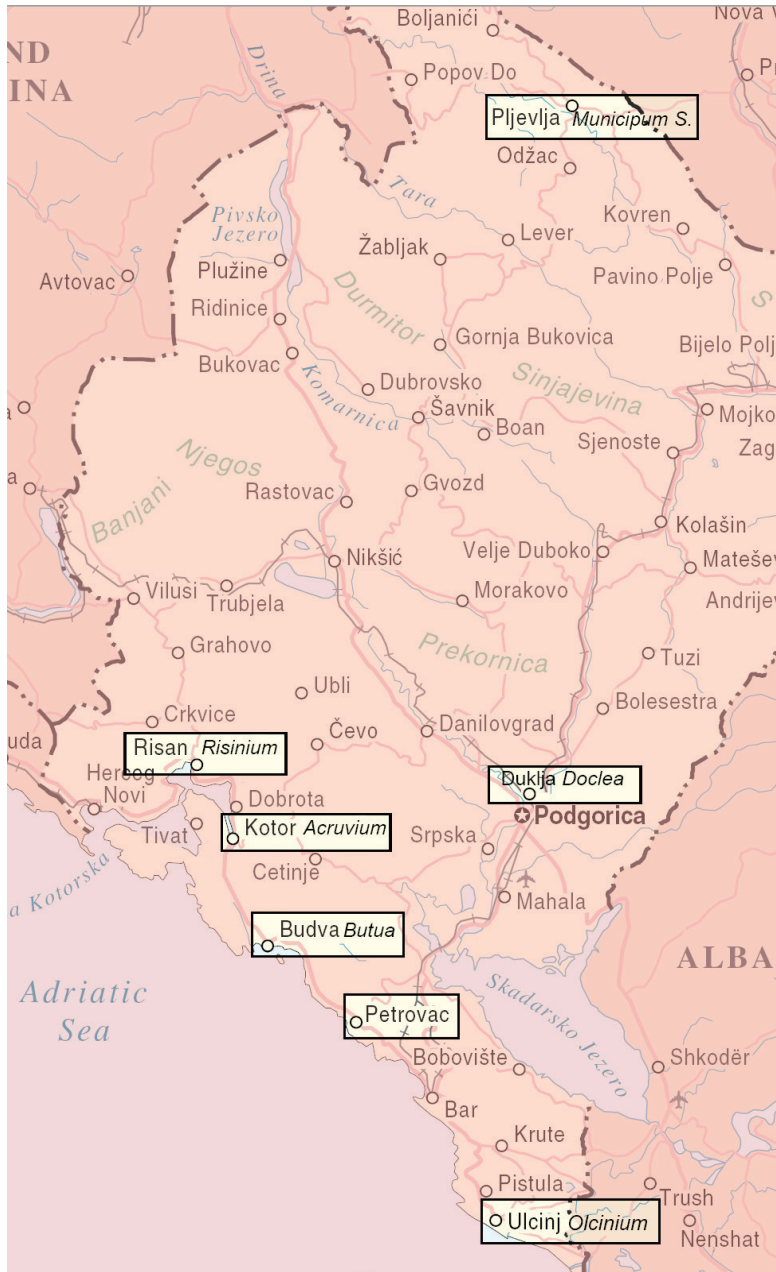 Boljanići
Nova V
ND
INA
Drina
Popov Do
Pr
Pljevlja Municipum S.
Odžac
Tara
Pivsko
Jezero
Kovren
Lever
Žabljak
Plužine
Avtovac
Pavino Polje
Durmitor
S
Ridinice
Gornja Bukovica
Bijelo Polj
Bukovac
Komarnica
Dubrovsko
Sinjajevina
Šavnik
Mojko
Boan
Sjenoste
Zag
Njegos
Banjani
Rastovac
Gvozd
Kolašin
Nikšić
Velje Duboko
Matešev
Vilusi
Trubjela
Morakovo
Andrijev
Grahovo
Prekornica
Tuzi
Ubli
Bolesestra
Crkvice
Čevo
Danilovgrad
uda
Risan Risinium
Herceg
Novi
Duklja Doclea
Dobrota
Podgorica
Tivat
Kotor Acruvium
Srpska
Cetinje
a Kotorska
Mahala
Budva Butua
ALBA
Adriatic
Sea
Skadarsko Jezero
Petrovac
Bobovište
Shkodër
Bar
Krute
Pistula
Trush
Ulcinj Olcinium
Nenshat